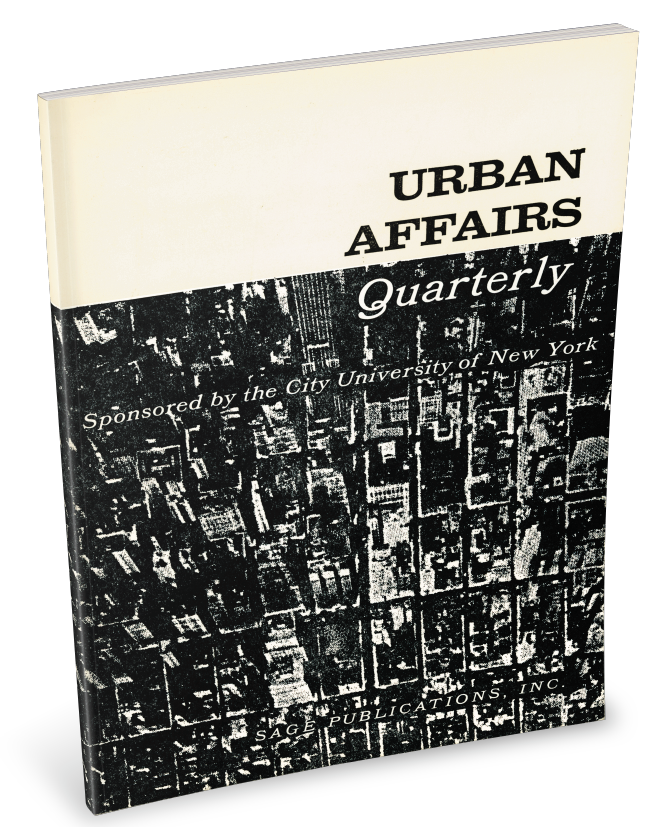 URBAN
AFFAIRS
Quarterly
Sponsored by the City University of New York
SAGE PUBLICATIONS, INC.